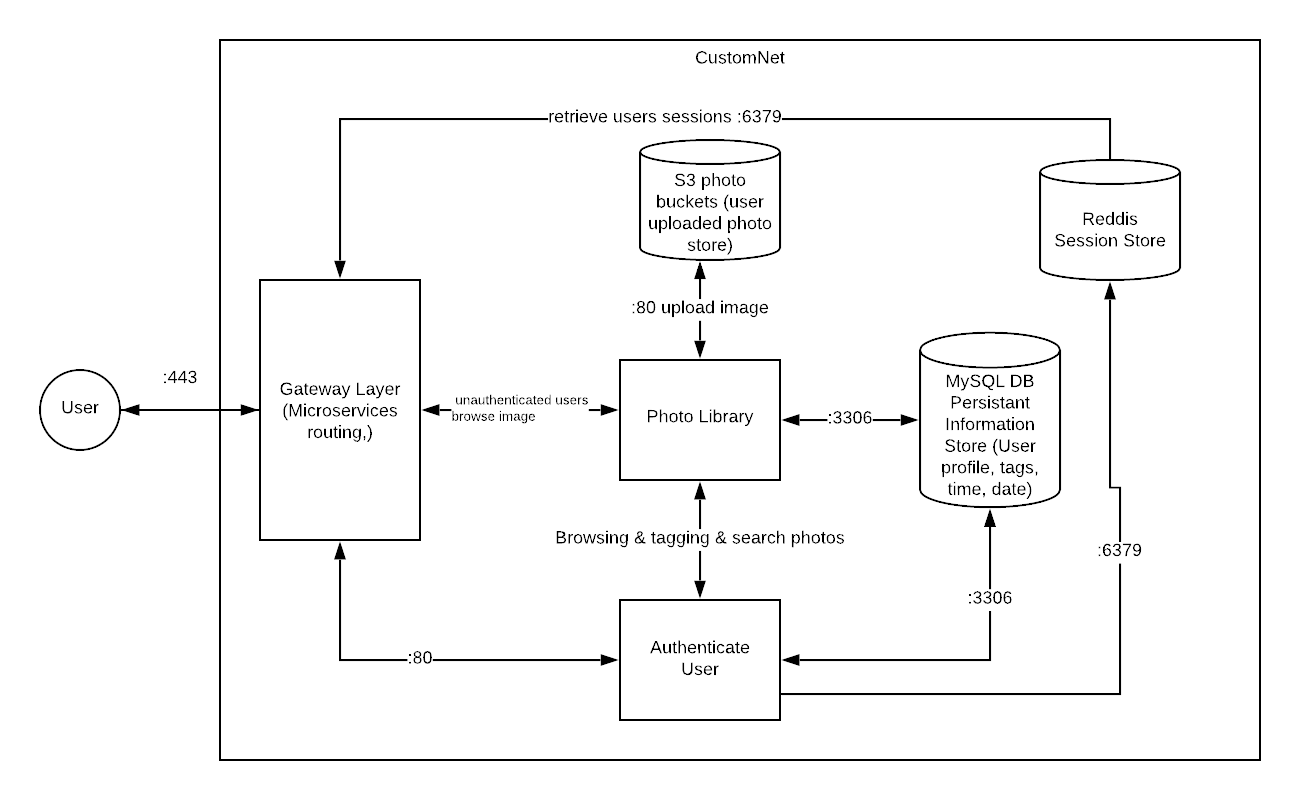 CustomNet
retrieve users sessions :6379
S3 photo
buckets (user
uploaded photo
store)
Reddis
Session Store
:80 upload image
:443
User
Gateway Layer
(Microservices
routing,)
unauthenticated users
browse image
Photo Library
:3306
MySQL DB
Persistant
Information
Store (User
profile, tags,
time, date)
Browsing & tagging & search photos
:6379
:3306
:80
Authenticate
User